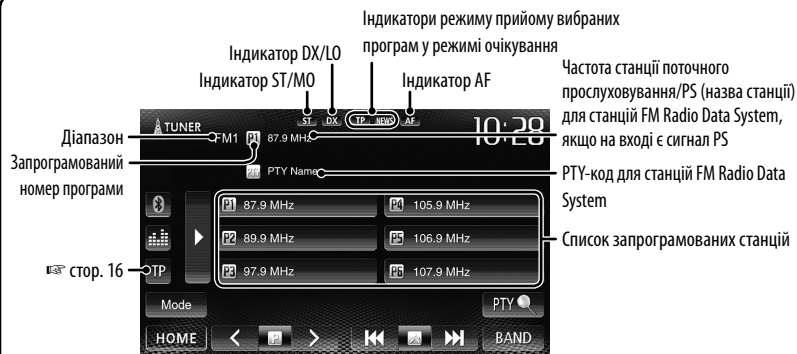 Індикатори режиму прийому вибраних
програм у режимі очікування
Індикатор DX/LO
Індикатор ST/MO
Індикатор AF
Частота станції поточного
прослуховування/PS (назва станції)
для станцій FM Radio Data System,
якщо на вході є сигнал PS
Діапазон
Запрограмований
номер програми
PTY-код для станцій FM Radio Data
System
Список запрограмованих станцій
☞ стор. 16
TUNER
ST DX TP NEWS AF
FM1 P1 87.9 MHz
10:28
PTY PTY Name
P1 87.9 MHz
P4 105.9 MHz
P2 89.9 MHz
P5 106.9 MHz
P3 97.9 MHz
P6 107.9 MHz
TP
Mode
PTY
HOME
P
BAND